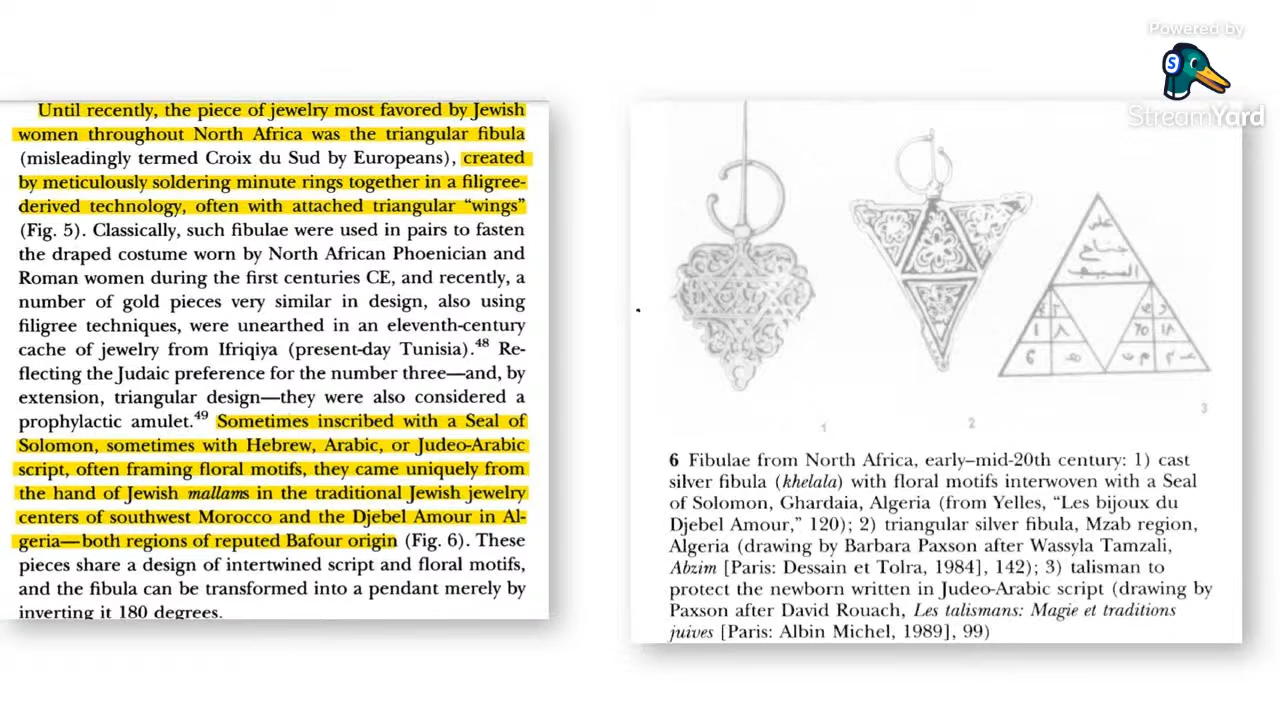 Powered by
StreamYard
Until recently, the piece of jewelry most favored by Jewish
women throughout North Africa was the triangular fibula
(misleadingly termed Croix du Sud by Europeans), created
by meticulously soldering minute rings together in a filigree-
derived technology, often with attached triangular “wings”
(Fig. 5). Classically, such fibulae were used in pairs to fasten
the draped costume worn by North African Phoenician and
Roman women during the first centuries CE, and recently, a
number of gold pieces very similar in design, also using
filigree techniques, were unearthed in an eleventh-century
cache of jewelry from Ifriqiya (present-day Tunisia).48 Re-
flecting the Judaic preference for the number three—and, by
extension, triangular design—they were also considered a
prophylactic amulet.49 Sometimes inscribed with a Seal of
Solomon, sometimes with Hebrew, Arabic, or Judeo-Arabic
script, often framing floral motifs, they came uniquely from
the hand of Jewish mallams in the traditional Jewish jewelry
centers of southwest Morocco and the Djebel Amour in Al-
geria—both regions of reputed Bafour origin (Fig. 6). These
pieces share a design of intertwined script and floral motifs,
and the fibula can be transformed into a pendant merely by
inverting it 180 degrees.
على
جناح
السيف
1 2 3
6 Fibulae from North Africa, early–mid-20th century: 1) cast
silver fibula (khelala) with floral motifs interwoven with a Seal
of Solomon, Ghardaia, Algeria (from Yelles, “Les bijoux du
Djebel Amour,” 120); 2) triangular silver fibula, Mzab region,
Algeria (drawing by Barbara Paxson after Wassyla Tamzali,
Abzim [Paris: Dessain et Tolra, 1984], 142); 3) talisman to
protect the newborn written in Judeo-Arabic script (drawing by
Paxson after David Rouach, Les talismans: Magie et traditions
juives [Paris: Albin Michel, 1989], 99)